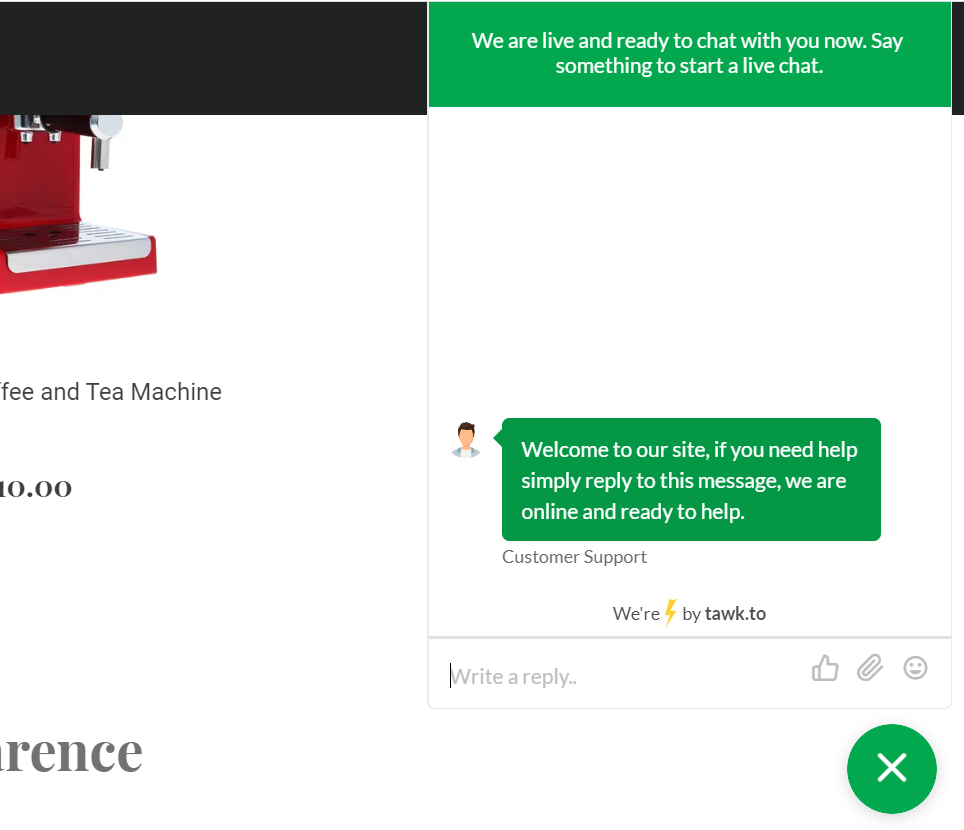 We are live and ready to chat with you now. Say
something to start a live chat.
ffee and Tea Machine
10.00
Welcome to our site, if you need help
simply reply to this message, we are
online and ready to help.
Customer Support
We're⚡by tawk.to
Write a reply..
arence